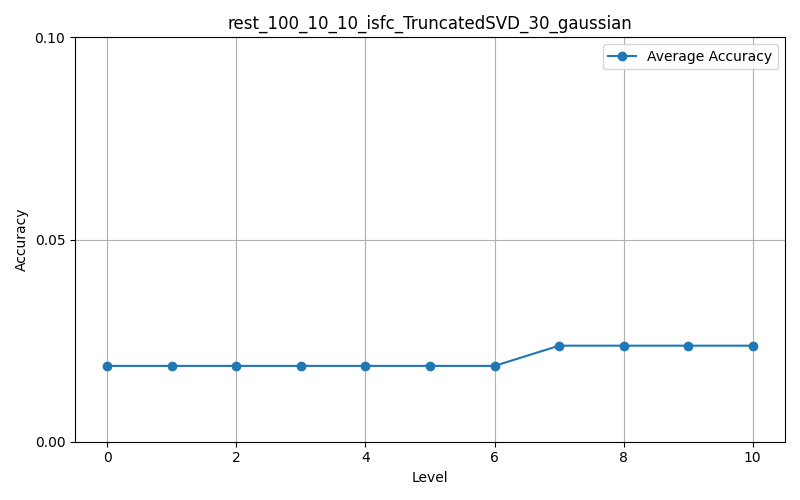 rest_100_10_10_isfc_TruncatedSVD_30_gaussian
Average Accuracy
Accuracy
0.10
0.05
0.00
0 2 4 6 8 10
Level